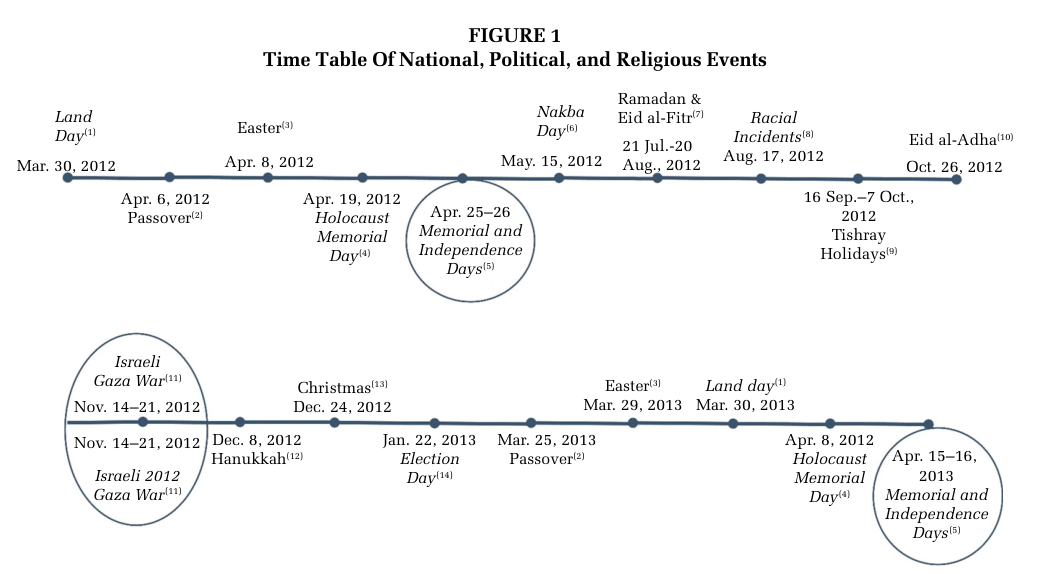 FIGURE 1
Time Table Of National, Political, and Religious Events
Land
Day(1)
Mar. 30, 2012
Apr. 6, 2012
Passover(2)
Easter(3)
Apr. 8, 2012
Apr. 19, 2012
Holocaust
Memorial
Day(4)
Apr. 25–26
Memorial and
Independence
Days(5)
Nakba
Day(6)
May. 15, 2012
Ramadan &
Eid al-Fitr(7)
21 Jul.-20
Aug., 2012
Racial
Incidents(8)
Aug. 17, 2012
16 Sep.–7 Oct.,
2012
Tishray
Holidays(9)
Eid al-Adha(10)
Oct. 26, 2012
Israeli
Gaza War(11)
Nov. 14–21, 2012
Nov. 14–21, 2012
Israeli 2012
Gaza War(11)
Dec. 8, 2012
Hanukkah(12)
Christmas(13)
Dec. 24, 2012
Jan. 22, 2013
Election
Day(14)
Mar. 25, 2013
Passover(2)
Easter(3)
Mar. 29, 2013
Land day(1)
Mar. 30, 2013
Apr. 8, 2012
Holocaust
Memorial
Day(4)
Apr. 15–16,
2013
Memorial and
Independence
Days(5)